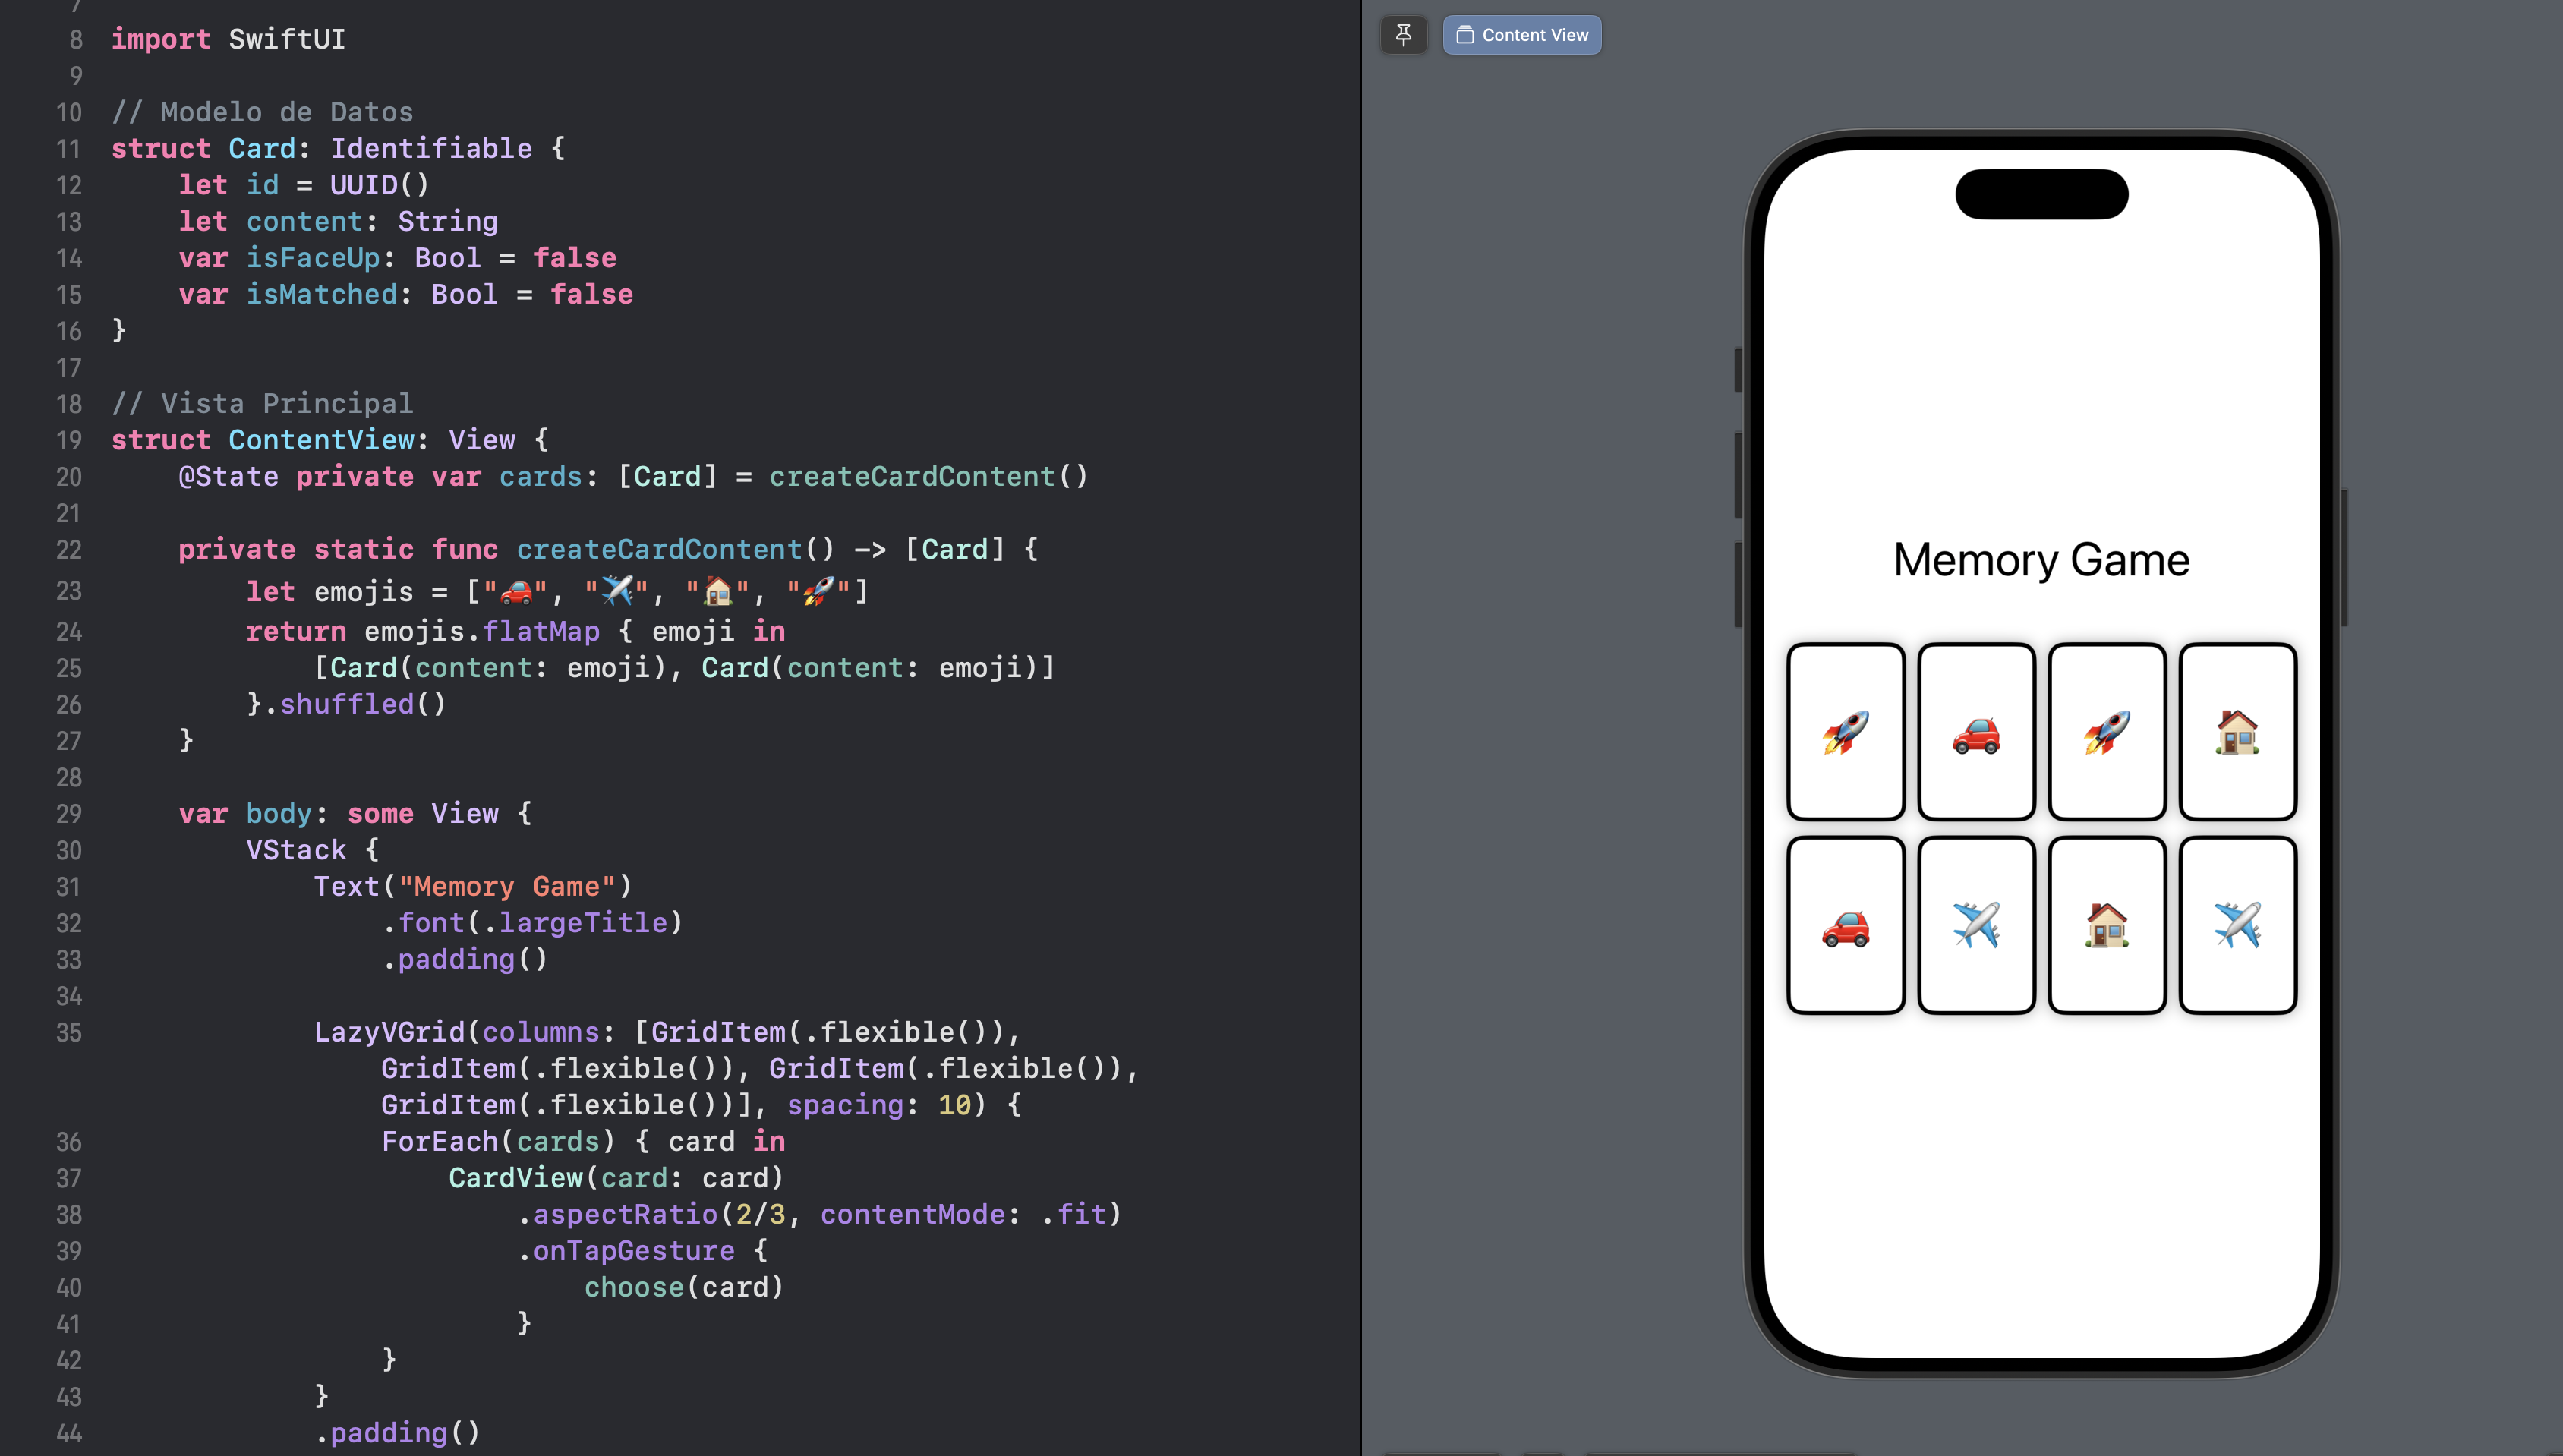 7
8 import SwiftUI
9
10 // Modelo de Datos
11 struct Card: Identifiable {
12     let id = UUID()
13     let content: String
14     var isFaceUp: Bool = false
15     var isMatched: Bool = false
16 }
17
18 // Vista Principal
19 struct ContentView: View {
20     @State private var cards: [Card] = createCardContent()
21
22     private static func createCardContent() -> [Card] {
23         let emojis = ["🚗", "✈️", "🏠", "🚀"]
24         return emojis.flatMap { emoji in
25             [Card(content: emoji), Card(content: emoji)]
26         }.shuffled()
27     }
28
29     var body: some View {
30         VStack {
31             Text("Memory Game")
32                 .font(.largeTitle)
33                 .padding()
34
35             LazyVGrid(columns: [GridItem(.flexible()),
                GridItem(.flexible()), GridItem(.flexible()),
                GridItem(.flexible())], spacing: 10) {
36                 ForEach(cards) { card in
37                     CardView(card: card)
38                         .aspectRatio(2/3, contentMode: .fit)
39                         .onTapGesture {
40                             choose(card)
41                         }
42                 }
43             }
44             .padding()
Content View
Memory Game